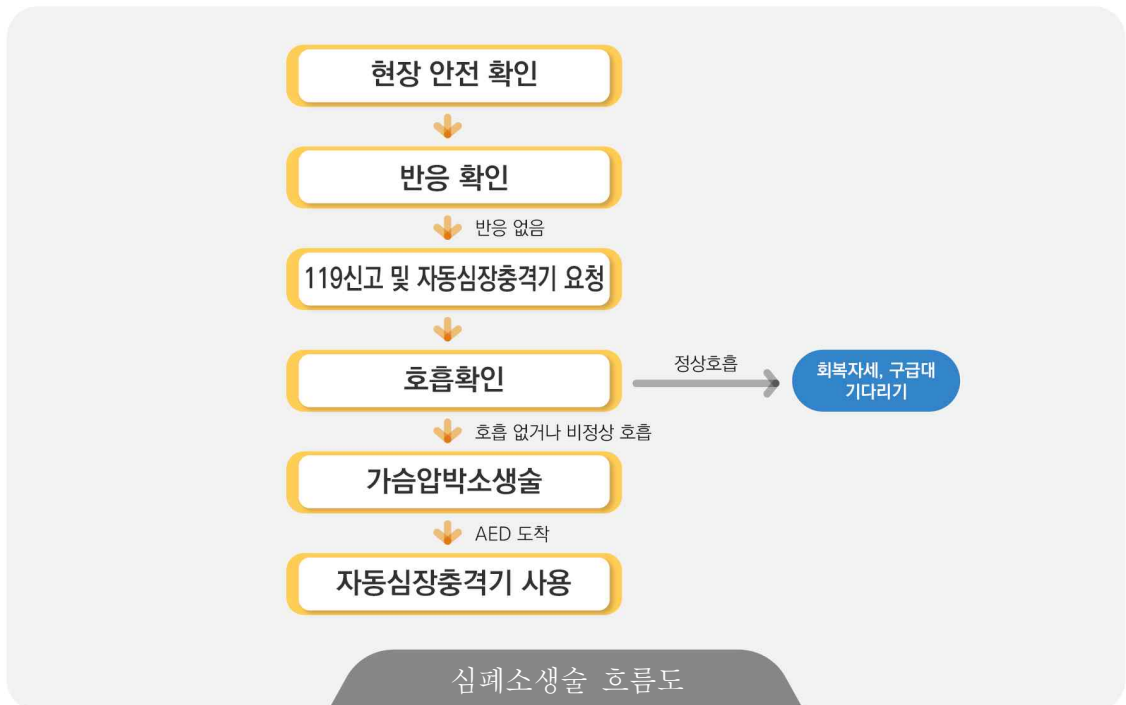 현장 안전 확인
반응 확인
반응 없음
119신고 및 자동심장충격기 요청
호흡확인
정상호흡
회복자세, 구급대
기다리기
호흡 없거나 비정상 호흡
가슴압박소생술
AED 도착
자동심장충격기 사용
심폐소생술 흐름도